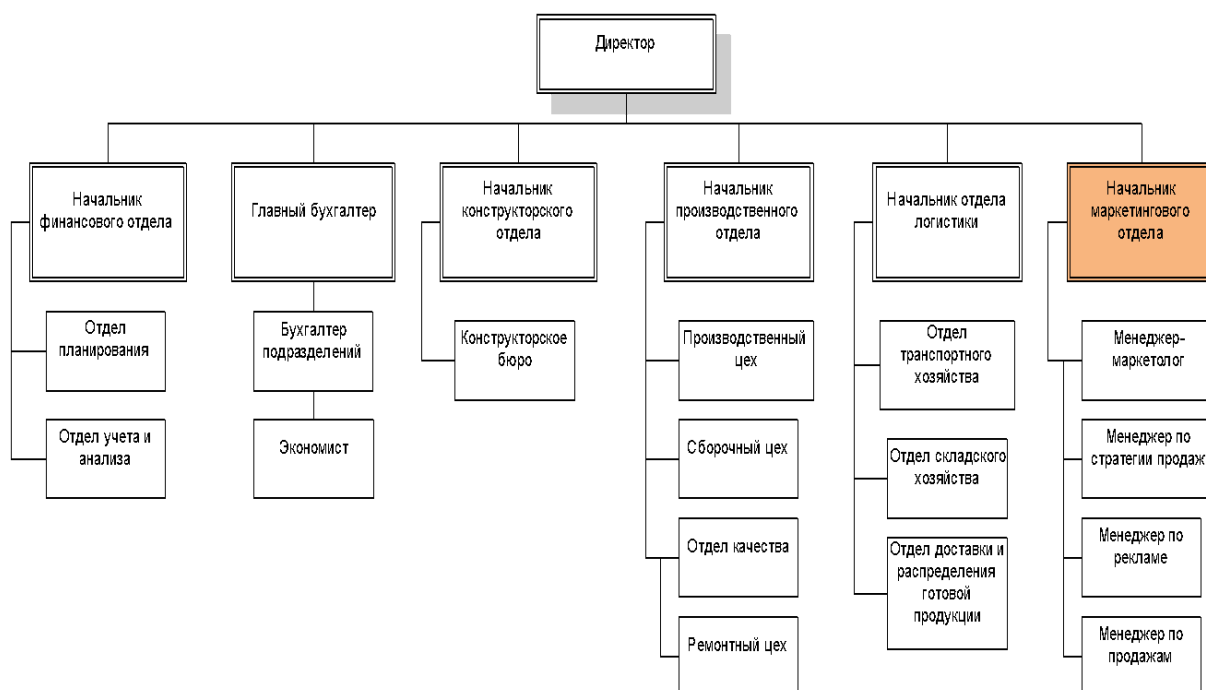 Директор
Начальник
финансового отдела
Главный бухгалтер
Начальник
конструкторского
отдела
Начальник
производственного
отдела
Начальник отдела
логистики
Начальник
маркетингового
отдела
Отдел
планирования
Отдел учета и
анализа
Бухгалтер
подразделений
Экономист
Конструкторское
бюро
Производственный
цех
Сборочный цех
Отдел качества
Ремонтный цех
Отдел
транспортного
хозяйства
Отдел складского
хозяйства
Отдел доставки и
распределения
готовой
продукции
Менеджер-
маркетолог
Менеджер по
стратегии продаж
Менеджер по
рекламе
Менеджер по
продажам